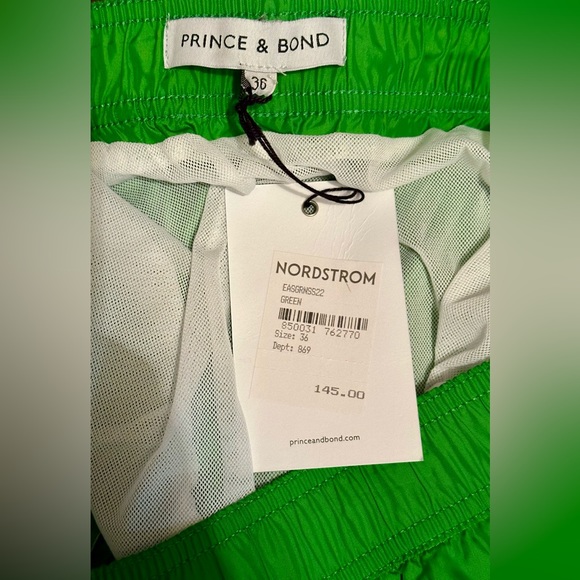 PRINCE & BOND
36
NORDSTROM
EASGRNSS22
GREEN
850031 762770
Size: 36
Dept: 869
145.00
princeandbond.com